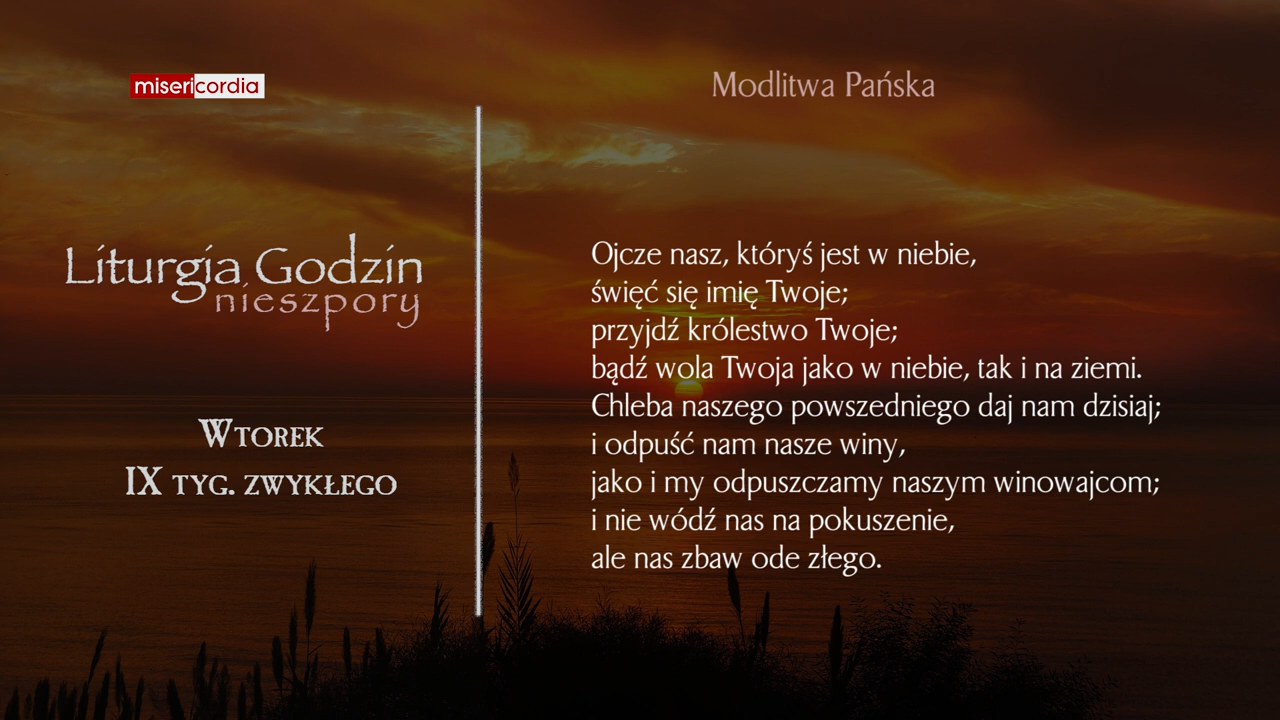 misericordia
Liturgia Godzin
nieszpory
Wtorek
IX tyg. zwykłego
Modlitwa Pańska
Ojcze nasz, któryś jest w niebie,
święć się imię Twoje;
przyjdź królestwo Twoje;
bądź wola Twoja jako w niebie, tak i na ziemi.
Chleba naszego powszedniego daj nam dzisiaj;
i odpuść nam nasze winy,
jako i my odpuszczamy naszym winowajcom;
i nie wódź nas na pokuszenie,
ale nas zbaw ode złego.